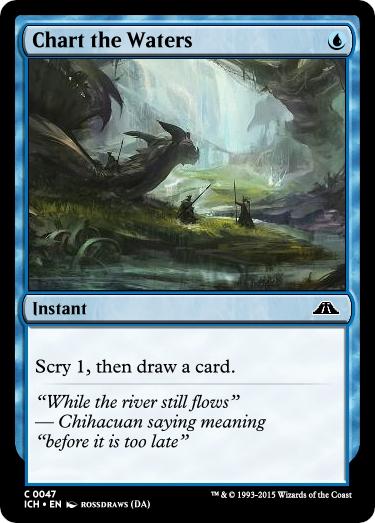 Chart the Waters
Instant
Scry 1, then draw a card.
“While the river still flows”
— Chihacuan saying meaning
“before it is too late”
C 0047
ICH • EN ROSSDRAWS (DA)
™ & © 1993-2015 Wizards of the Coast